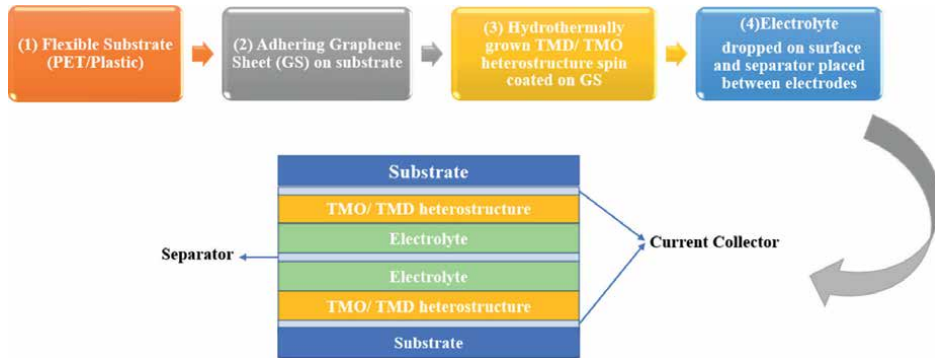 (1) Flexible Substrate
(PET/Plastic)
(2) Adhering Graphene
Sheet (GS) on substrate
(3) Hydrothermally
grown TMD/ TMO
heterostructure spin
coated on GS
(4)Electrolyte
dropped on surface
and separator placed
between electrodes
Substrate
TMO/ TMD heterostructure
Electrolyte
Separator
Current Collector
Electrolyte
TMO/ TMD heterostructure
Substrate